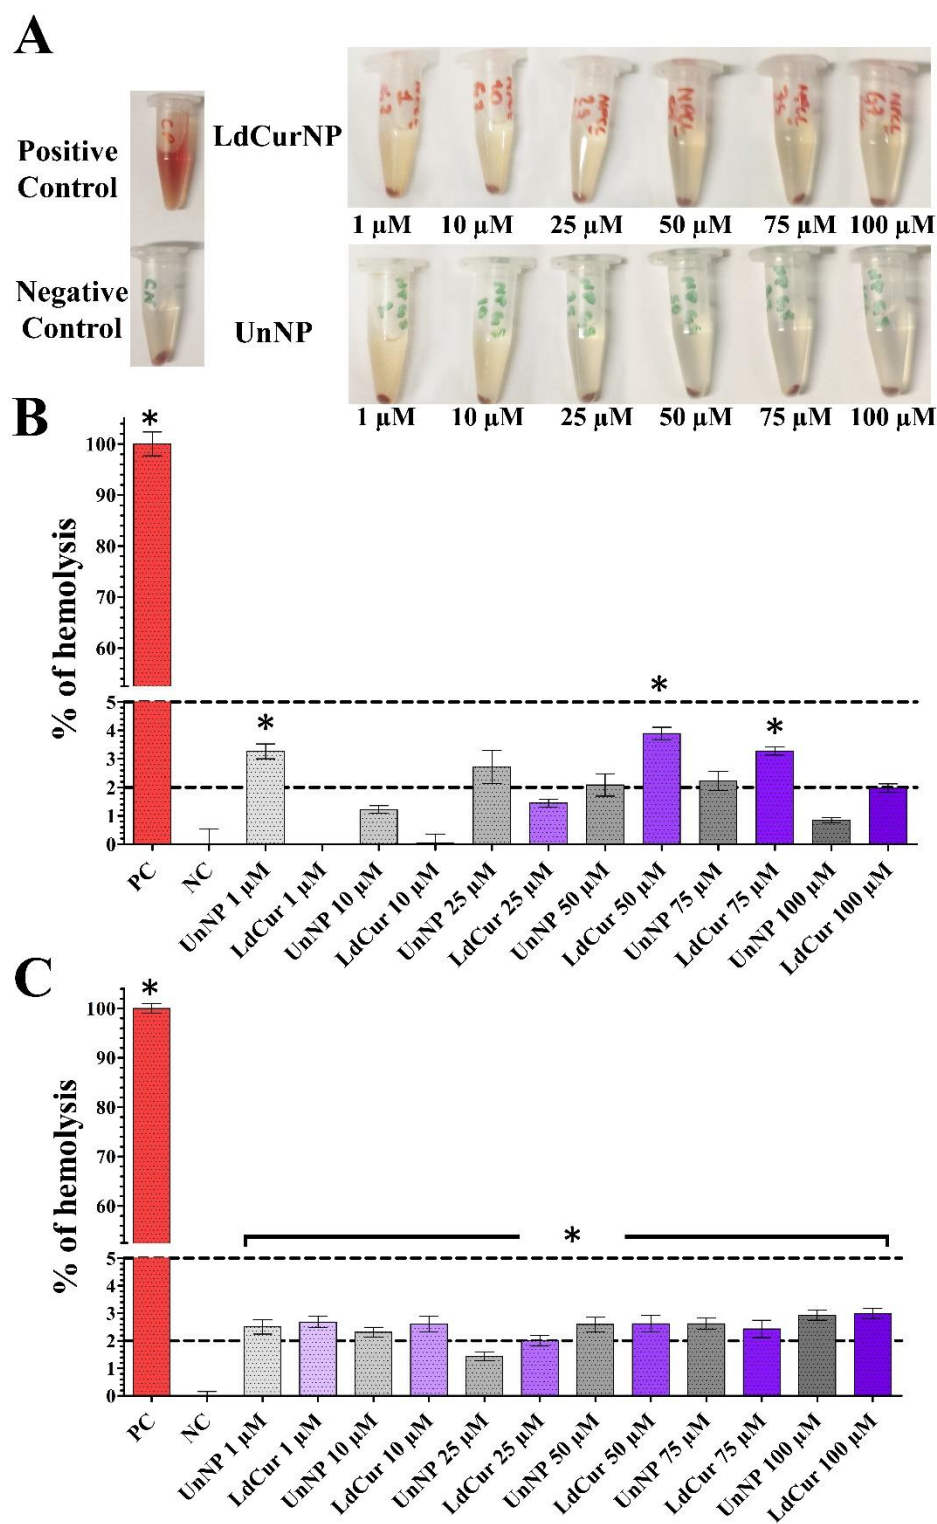 A
Positive
Control
LdCurNP
1 µM 10 µM 25 µM 50 µM 75 µM 100 µM
Negative
Control
UnNP
1 µM 10 µM 25 µM 50 µM 75 µM 100 µM
B
% of hemolysis
100
90
80
70
60
5
4
3
2
1
0
*
*
*
*
PC NC UnNP 1 µM LdCur 1 µM UnNP 10 µM LdCur 10 µM UnNP 25 µM LdCur 25 µM UnNP 50 µM LdCur 50 µM UnNP 75 µM LdCur 75 µM UnNP 100 µM LdCur 100 µM
C
% of hemolysis
100
90
80
70
60
5
4
3
2
1
0
*
*
PC NC UnNP 1 µM LdCur 1 µM UnNP 10 µM LdCur 10 µM UnNP 25 µM LdCur 25 µM UnNP 50 µM LdCur 50 µM UnNP 75 µM LdCur 75 µM UnNP 100 µM LdCur 100 µM